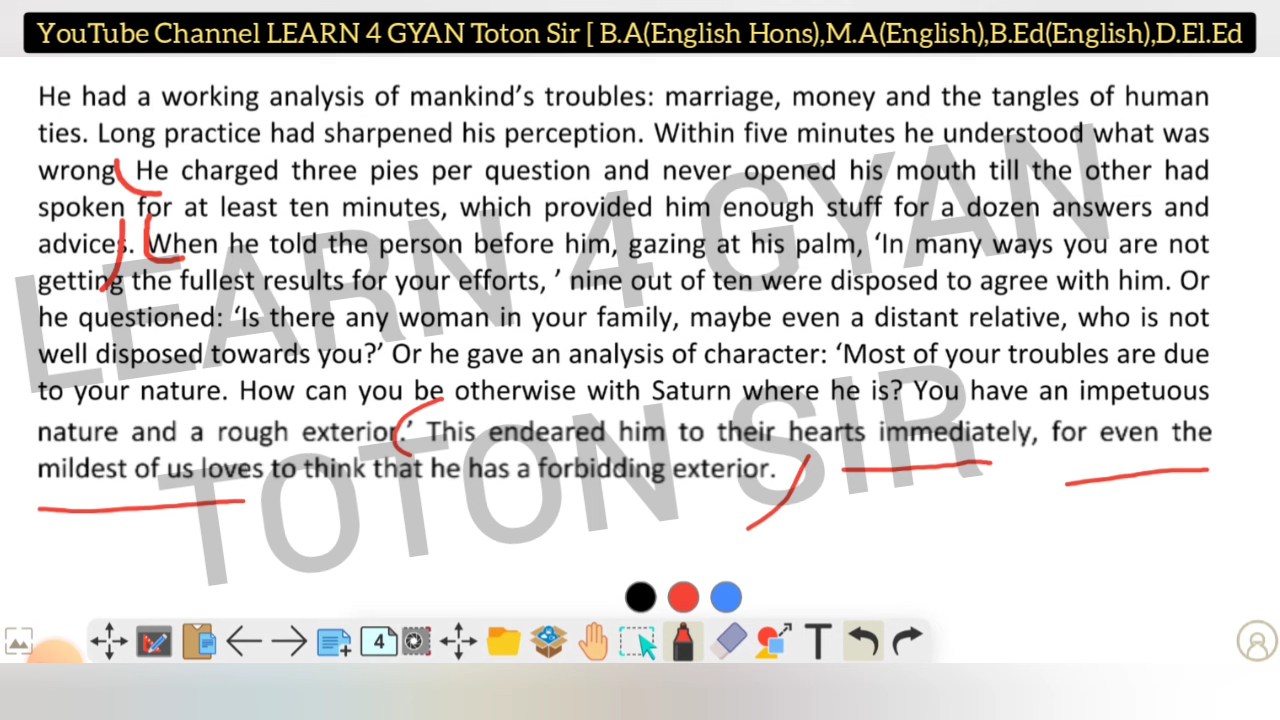 YouTube Channel LEARN 4 GYAN Toton Sir [ B.A(English Hons),M.A(English),B.Ed(English),D.El.Ed
He had a working analysis of mankind’s troubles: marriage, money and the tangles of human
ties. Long practice had sharpened his perception. Within five minutes he understood what was
wrong. He charged three pies per question and never opened his mouth till the other had
spoken for at least ten minutes, which provided him enough stuff for a dozen answers and
advices. When he told the person before him, gazing at his palm, ‘In many ways you are not
getting the fullest results for your efforts, ’ nine out of ten were disposed to agree with him. Or
he questioned: ‘Is there any woman in your family, maybe even a distant relative, who is not
well disposed towards you?’ Or he gave an analysis of character: ‘Most of your troubles are due
to your nature. How can you be otherwise with Saturn where he is? You have an impetuous
nature and a rough exterior.’ This endeared him to their hearts immediately, for even the
mildest of us loves to think that he has a forbidding exterior.
LEARN 4 GYAN
TOTON SIR
4
T